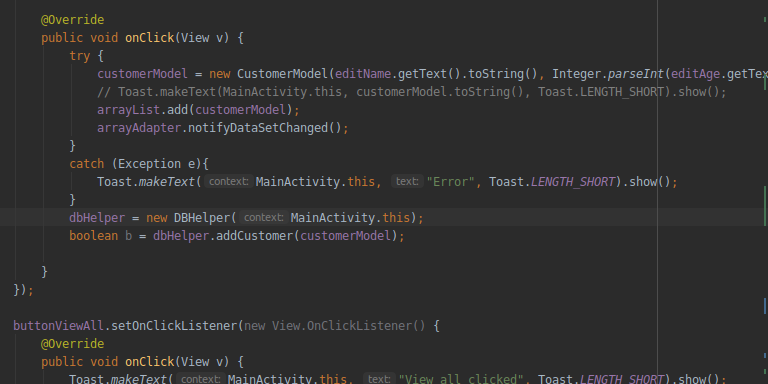 @Override
public void onClick(View v) {
try {
customerModel = new CustomerModel(editName.getText().toString(), Integer.parseInt(editAge.getTex
// Toast.makeText(MainActivity.this, customerModel.toString(), Toast.LENGTH_SHORT).show();
arrayList.add(customerModel);
arrayAdapter.notifyDataSetChanged();
}
catch (Exception e){
Toast.makeText( context: MainActivity.this, text: "Error", Toast.LENGTH_SHORT).show();
}
dbHelper = new DBHelper( context: MainActivity.this);
boolean b = dbHelper.addCustomer(customerModel);
}
});
buttonViewAll.setOnClickListener(new View.OnClickListener() {
@Override
public void onClick(View v) {
Toast.makeText( context: MainActivity.this, text: "View all clicked", Toast.LENGTH_SHORT).show();